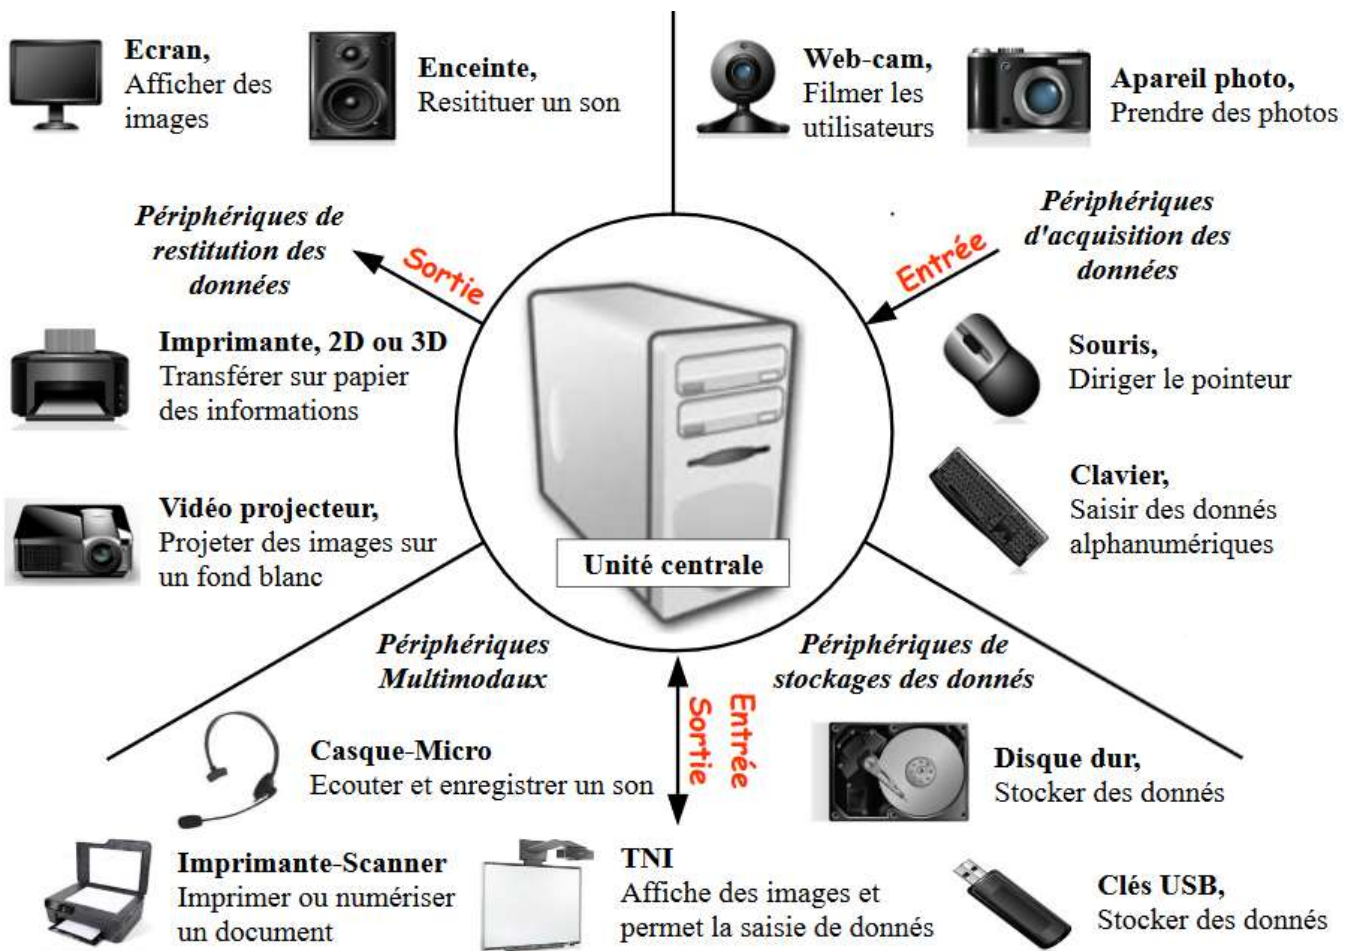 Ecran,
Afficher des
images
Enceinte,
Resitituer un son
Web-cam,
Filmer les
utilisateurs
Apareil photo,
Prendre des photos
Périphériques de
restitution des
données
Sortie
Entrée
Périphériques
d'acquisition des
données
Imprimante, 2D ou 3D
Transférer sur papier
des informations
Souris,
Diriger le pointeur
Vidéo projecteur,
Projeter des images sur
un fond blanc
Clavier,
Saisir des donnés
alphanumériques
Unité centrale
Périphériques
Multimodaux
Périphériques de
stockages des donnés
Sortie
Entrée
Casque-Micro
Ecouter et enregistrer un son
Disque dur,
Stocker des donnés
Imprimante-Scanner
Imprimer ou numériser
un document
TNI
Affiche des images et
permet la saisie de donnés
Clés USB,
Stocker des donnés